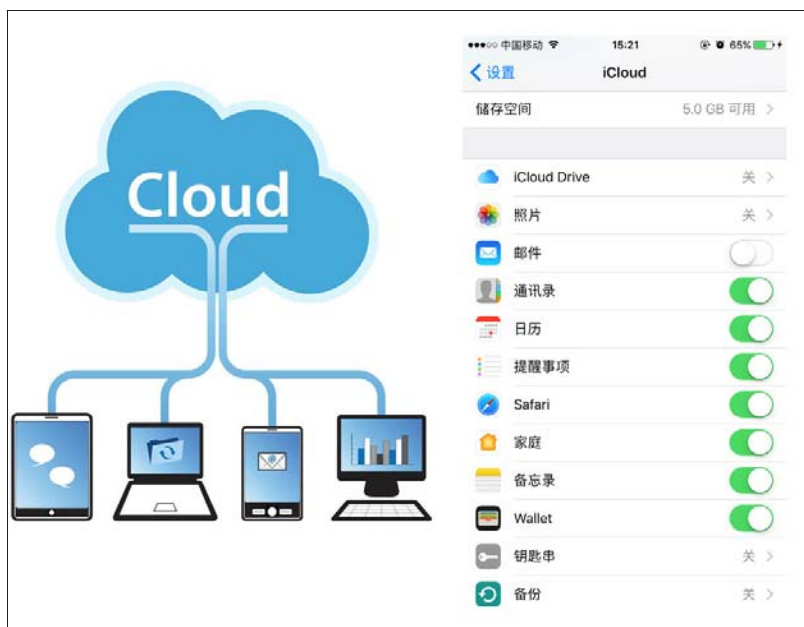 Cloud
中国移动 15:21 65%
设置 iCloud
储存空间 5.0 GB 可用
iCloud Drive 关
照片 关
邮件
通讯录
日历
提醒事项
Safari
家庭
备忘录
Wallet
钥匙串 关
备份 关